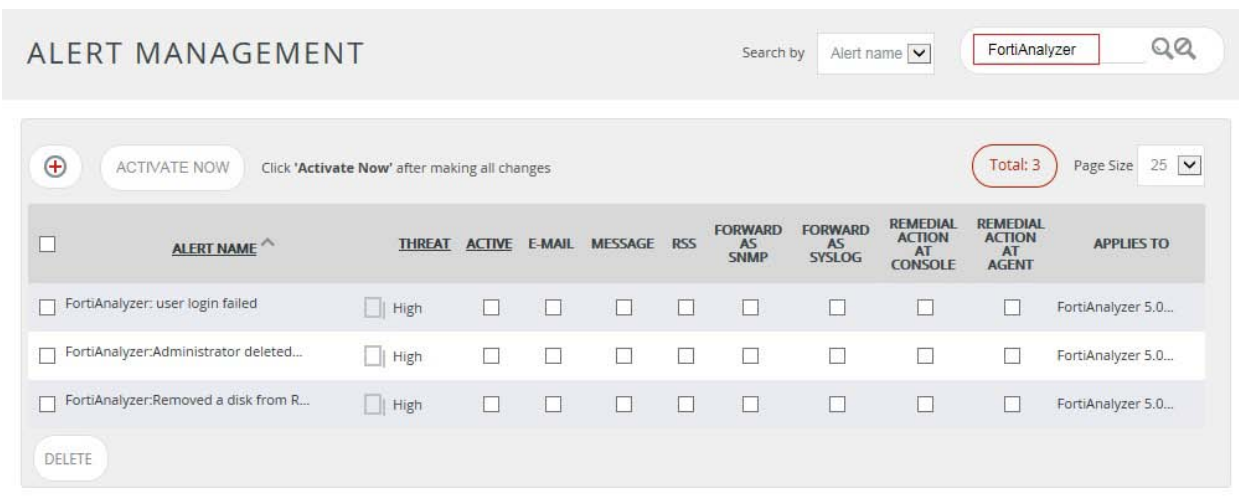 ALERT MANAGEMENT
Search by Alert name FortiAnalyzer
ACTIVATE NOW Click 'Activate Now' after making all changes Total: 3 Page Size 25
ALERT NAME THREAT ACTIVE E-MAIL MESSAGE RSS FORWARD AS SNMP FORWARD AS SYSLOG REMEDIAL ACTION AT CONSOLE REMEDIAL ACTION AT AGENT APPLIES TO
FortiAnalyzer: user login failed High FortiAnalyzer 5.0...
FortiAnalyzer:Administrator deleted... High FortiAnalyzer 5.0...
FortiAnalyzer:Removed a disk from R... High FortiAnalyzer 5.0...
DELETE